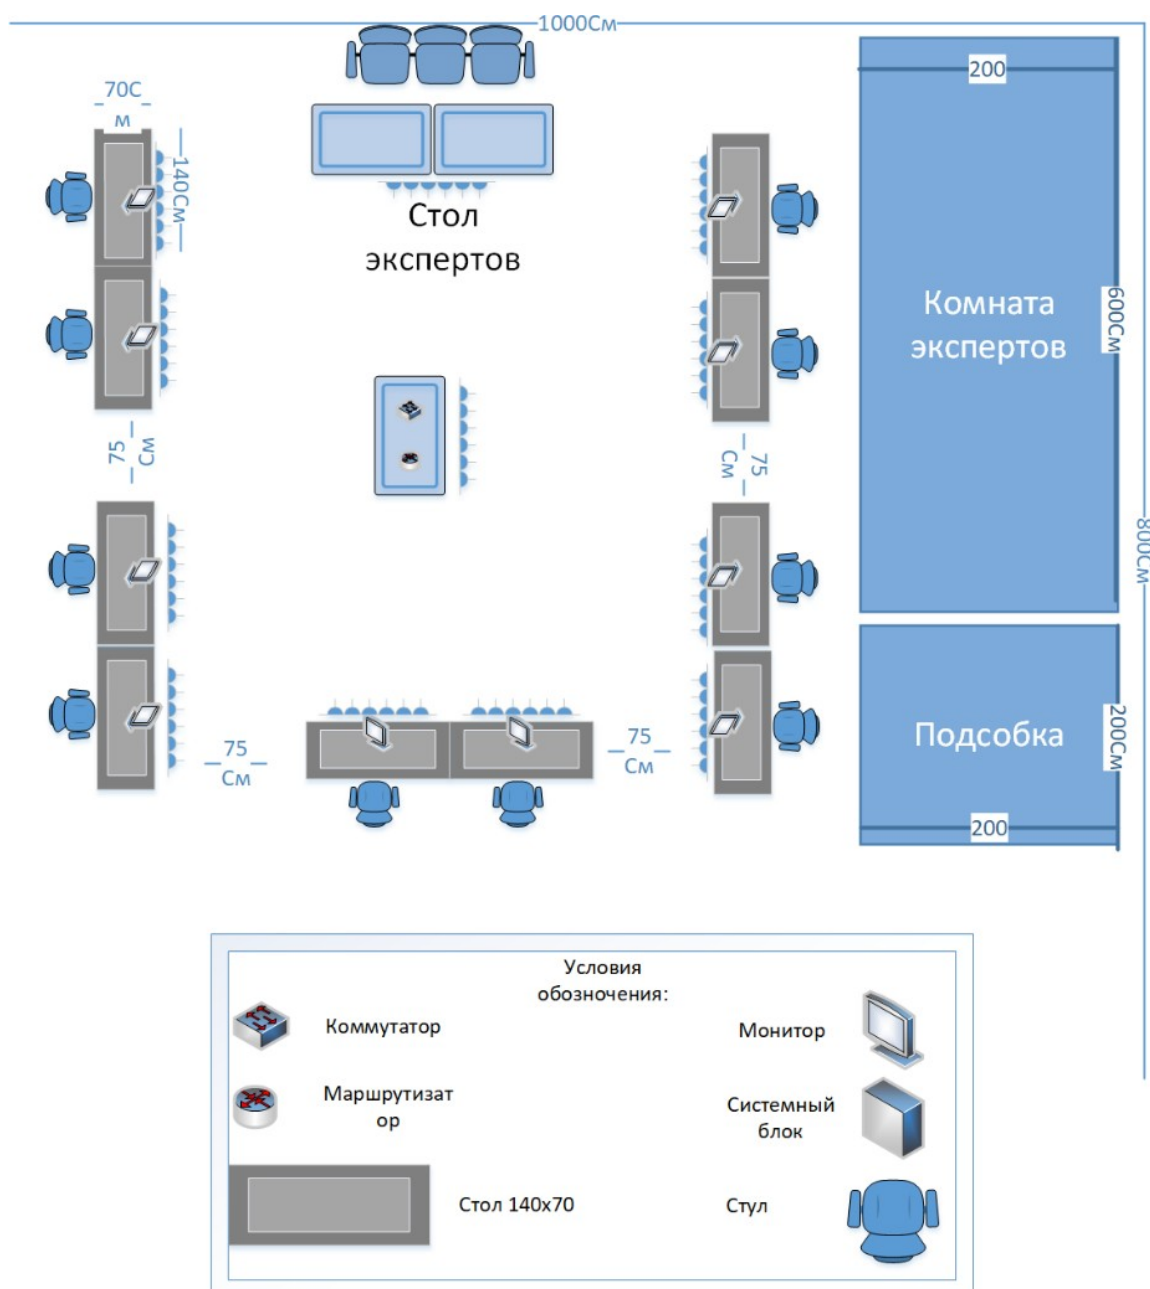 1000См
200
70С
м
140См
Стол
экспертов
Комната
экспертов
600См
75
См
75
См
800См
75
См
75
См
Подсобка
200См
200
Условия
обозночения:
Коммутатор
Монитор
Маршрутизат
ор
Системный
блок
Стол 140х70
Стул